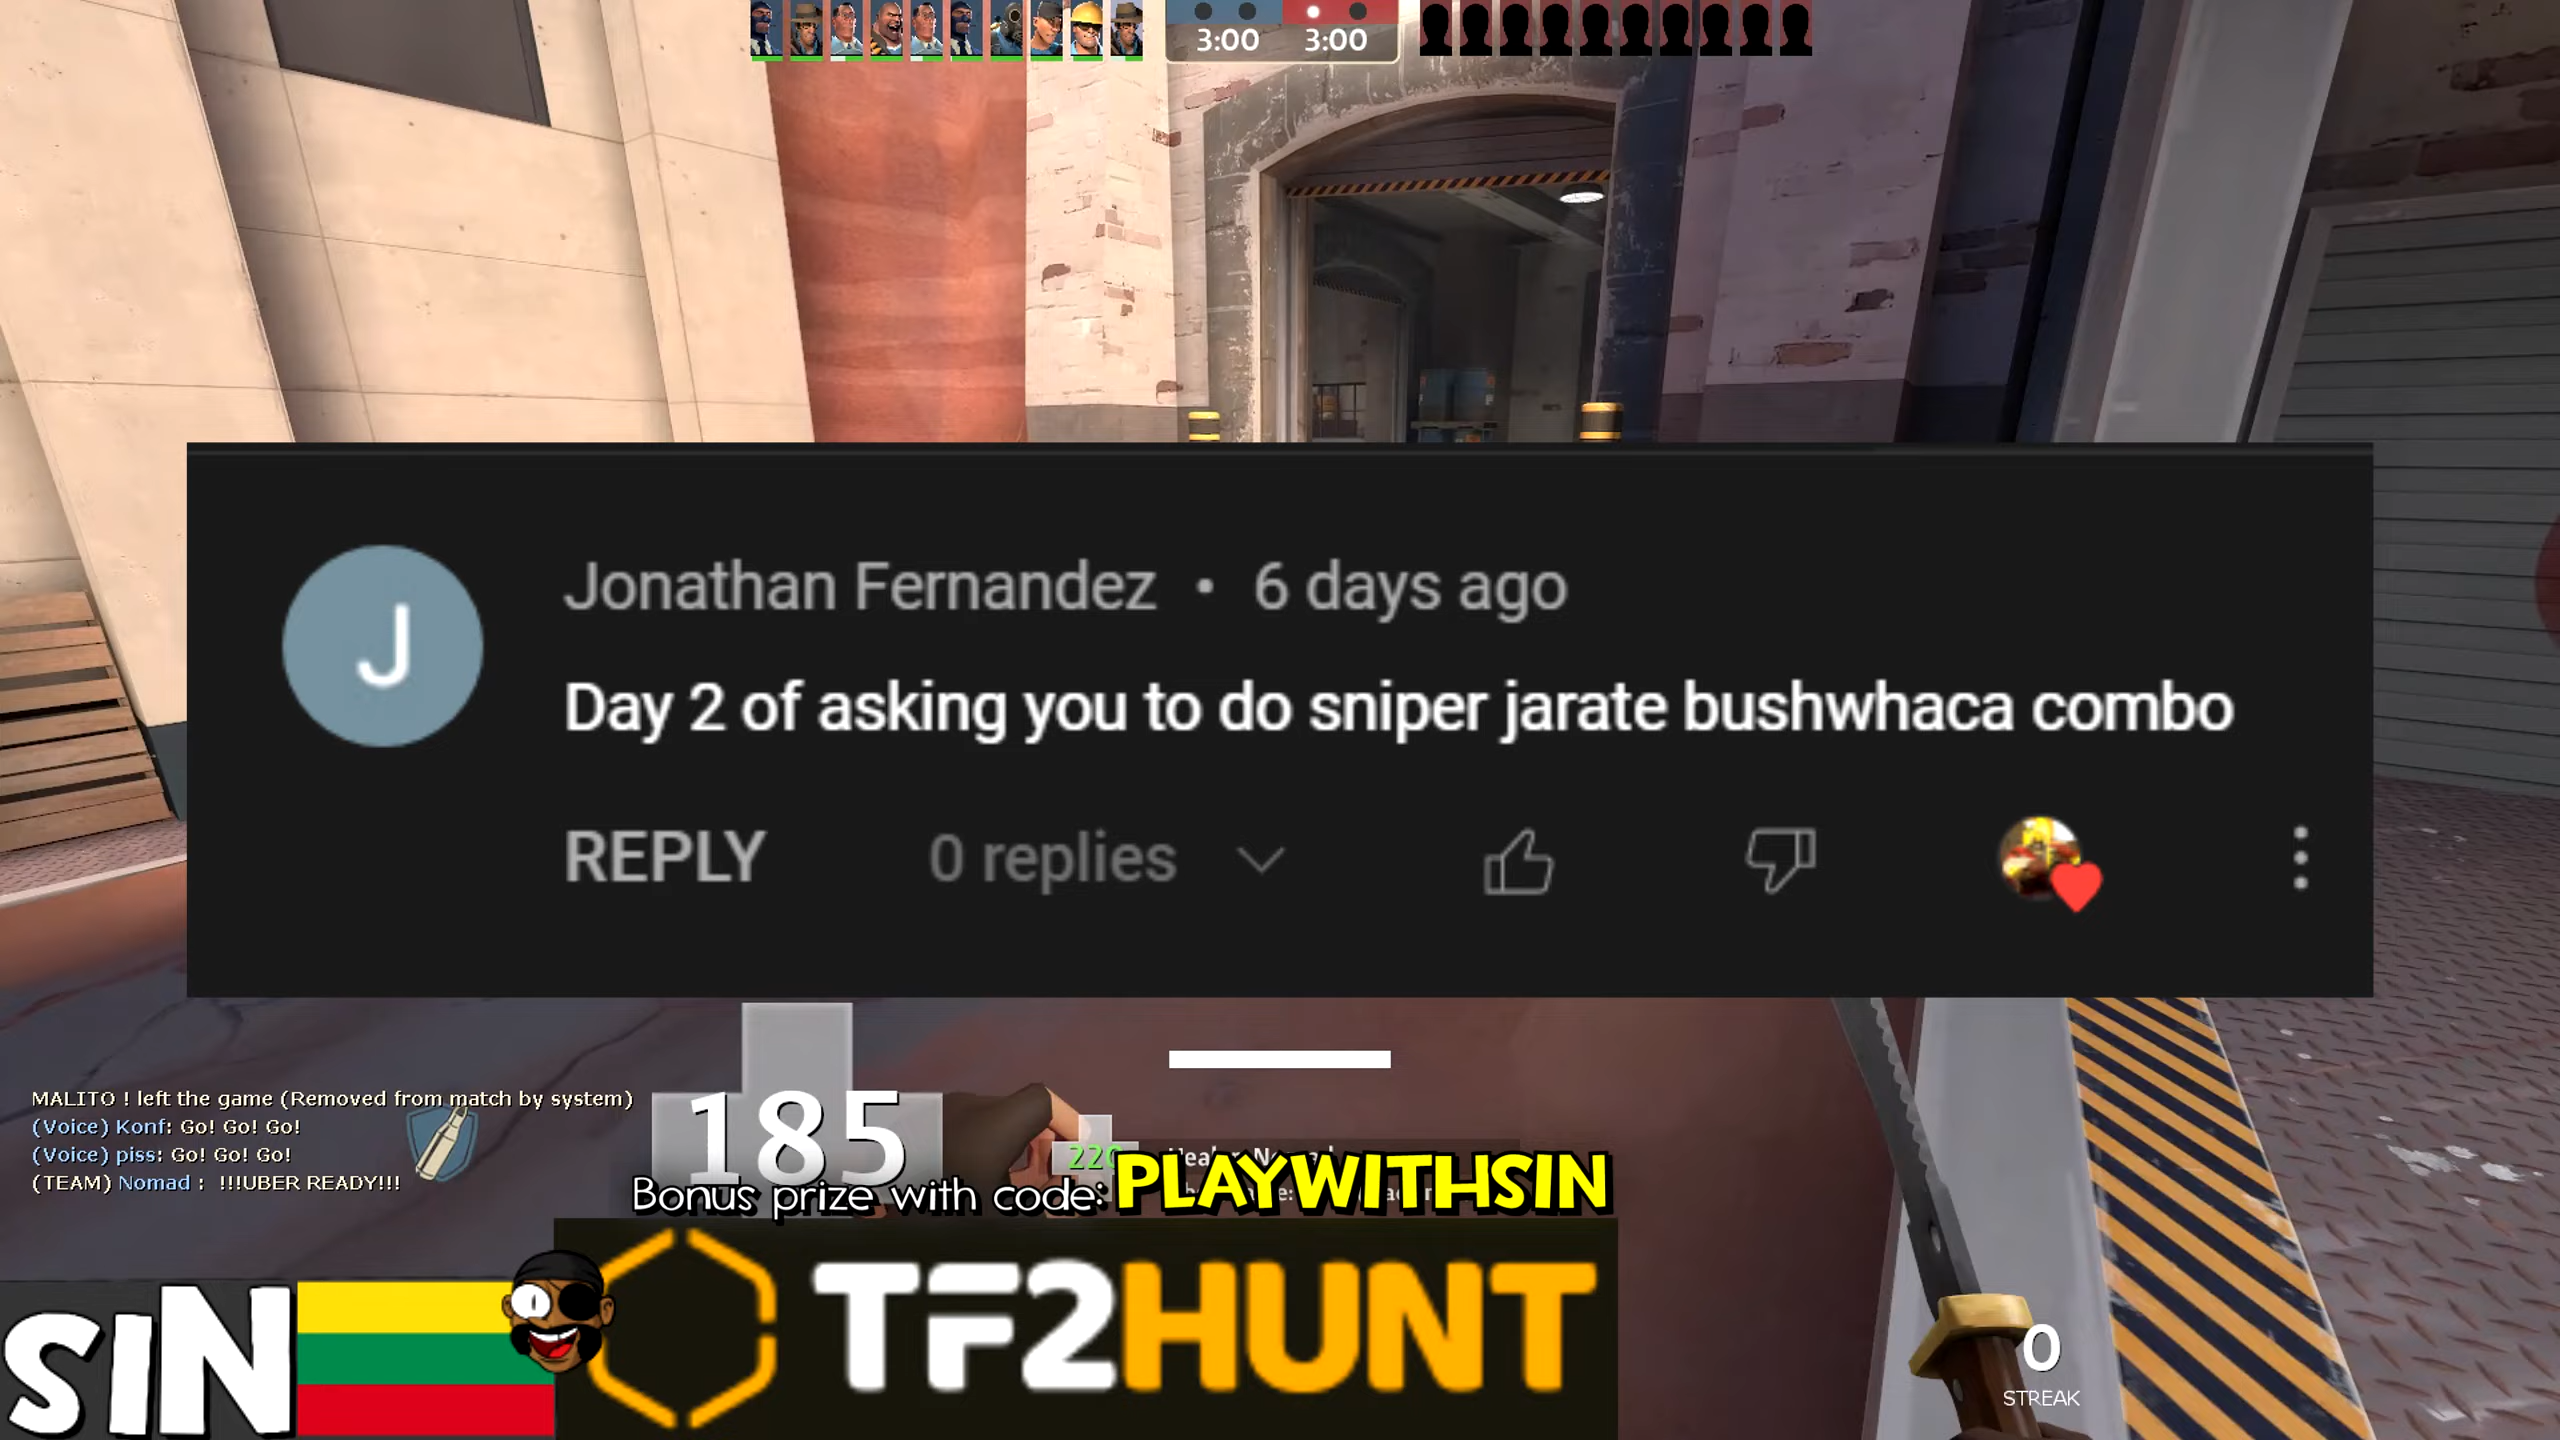 3:00 3:00
J
Jonathan Fernandez • 6 days ago
Day 2 of asking you to do sniper jarate bushwhaca combo
REPLY 0 replies
MALITO ! left the game (Removed from match by system)
(Voice) Konf: Go! Go! Go!
(Voice) piss: Go! Go! Go!
(TEAM) Nomad : !!!UBER READY!!!
185
220
Bonus prize with code: PLAYWITHSIN
SIN
TF2HUNT
0
STREAK